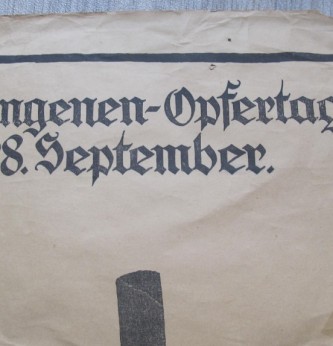 ngenen-Opfertag
8. September.